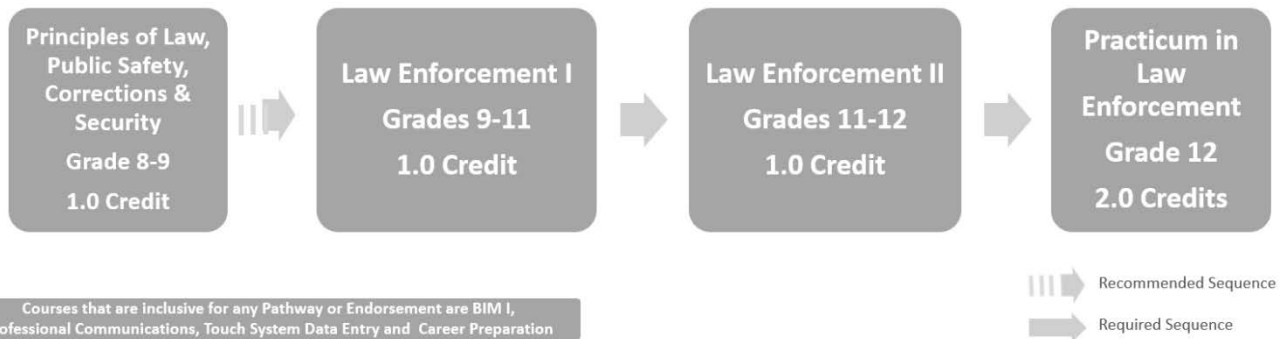 Principles of Law,
Public Safety,
Corrections &
Security
Grade 8-9
1.0 Credit
Law Enforcement I
Grades 9-11
1.0 Credit
Law Enforcement II
Grades 11-12
1.0 Credit
Practicum in
Law
Enforcement
Grade 12
2.0 Credits
Courses that are inclusive for any Pathway or Endorsement are BIM I,
ofessional Communications, Touch System Data Entry and Career Preparation
Recommended Sequence
Required Sequence